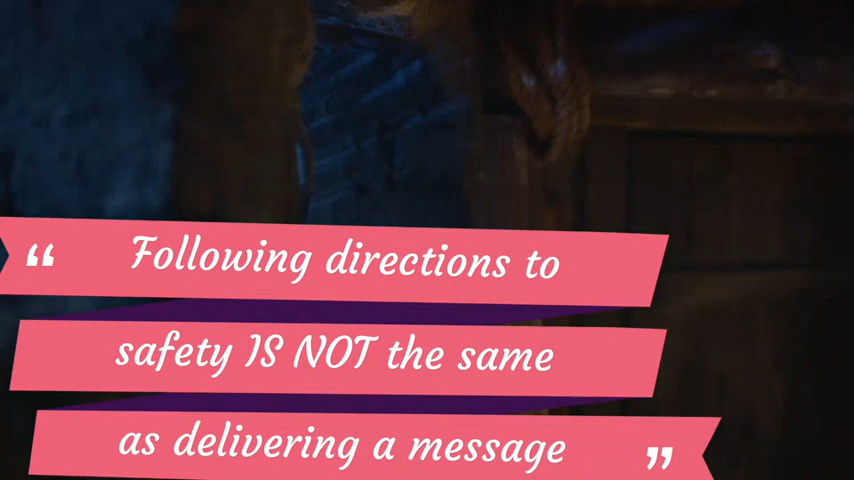 “ Following directions to
safety IS NOT the same
as delivering a message ”